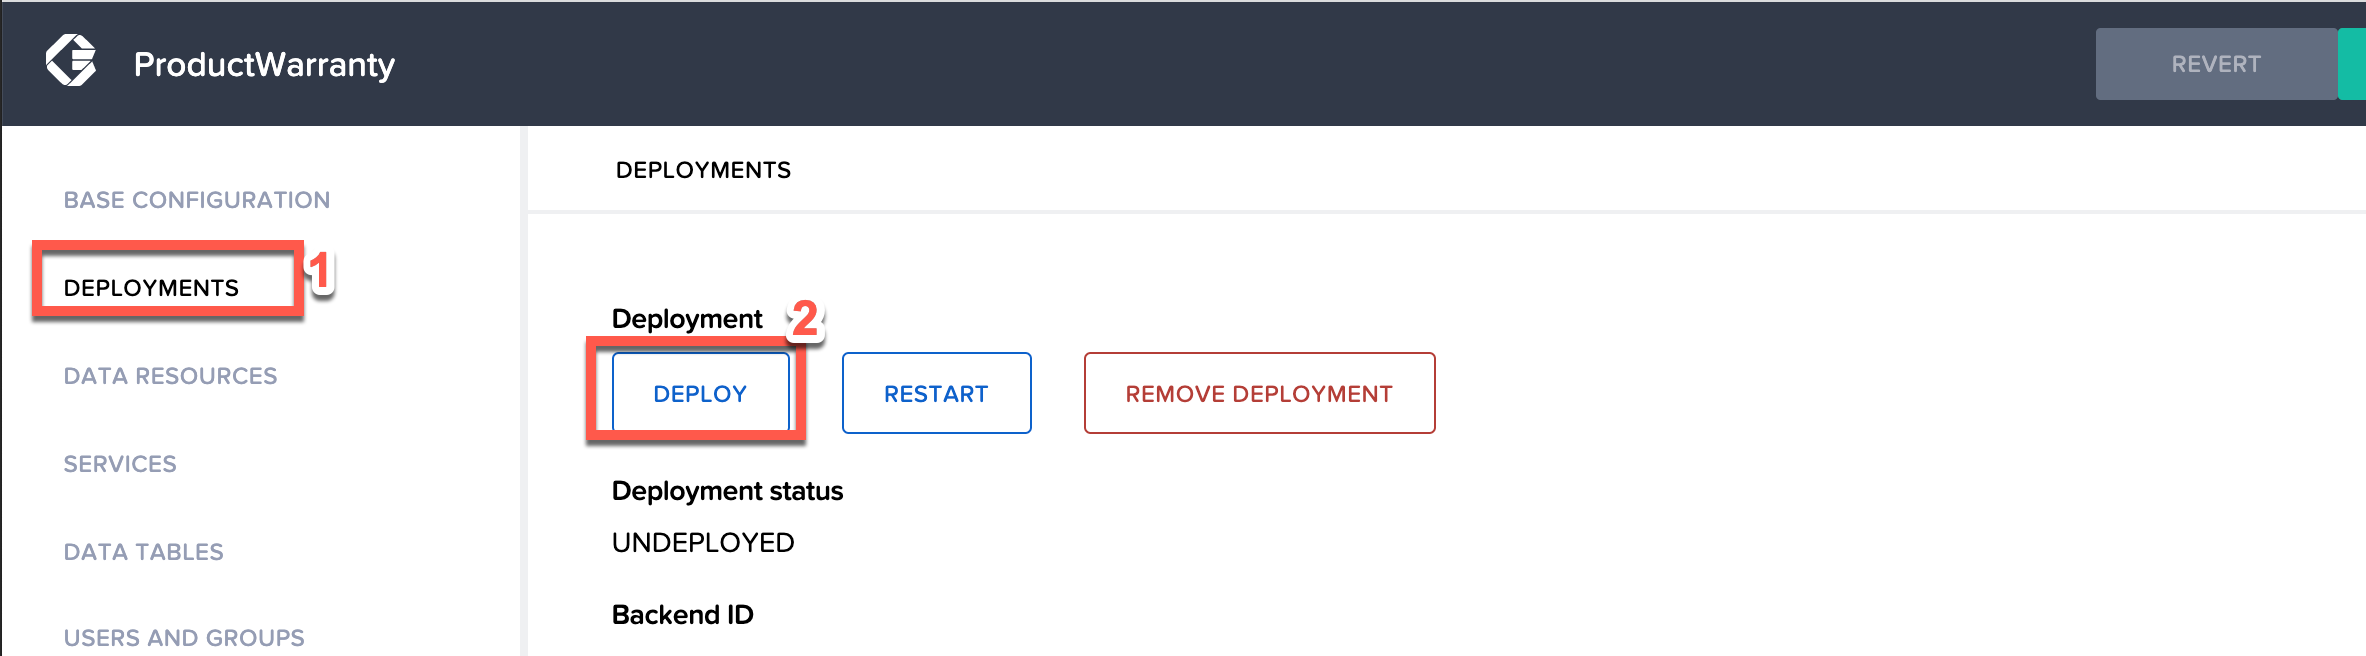 ProductWarranty
REVERT
BASE CONFIGURATION
DEPLOYMENTS
1
DATA RESOURCES
SERVICES
DATA TABLES
USERS AND GROUPS
DEPLOYMENTS
Deployment
2
DEPLOY
RESTART
REMOVE DEPLOYMENT
Deployment status
UNDEPLOYED
Backend ID